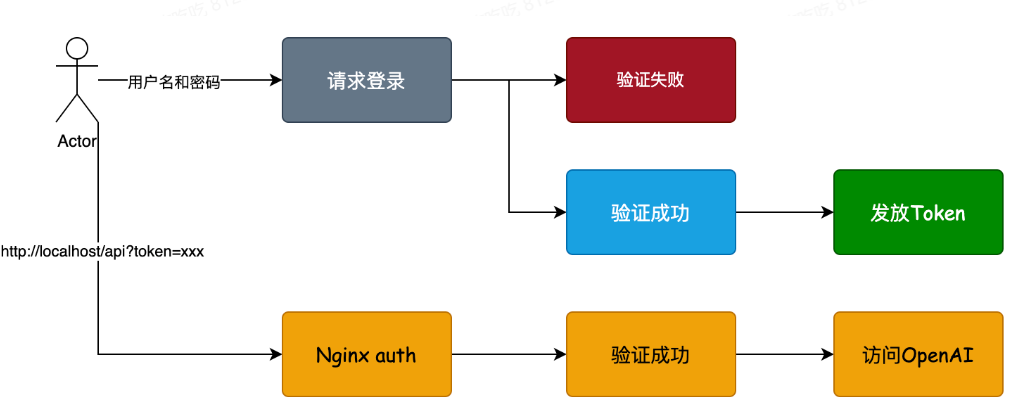 用户名和密码
请求登录
验证失败
Actor
验证成功
发放Token
http://localhost/api?token=xxx
Nginx auth
验证成功
访问OpenAI